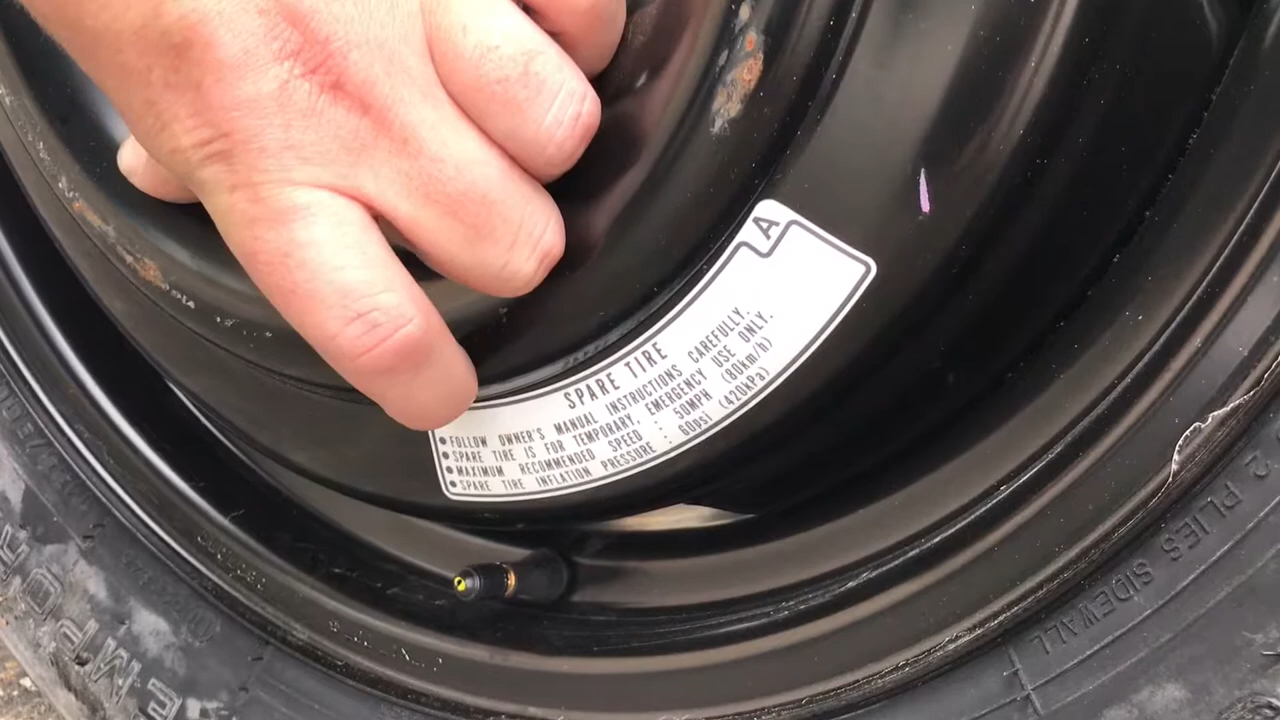 A
SPARE TIRE
● FOLLOW OWNER'S MANUAL INSTRUCTIONS CAREFULLY.
● SPARE TIRE IS FOR TEMPORARY, EMERGENCY USE ONLY.
● MAXIMUM RECOMMENDED SPEED : 50MPH (80km/h)
● SPARE TIRE INFLATION PRESSURE : 60psi (420kPa)
2 PLIES
SIDEWALL